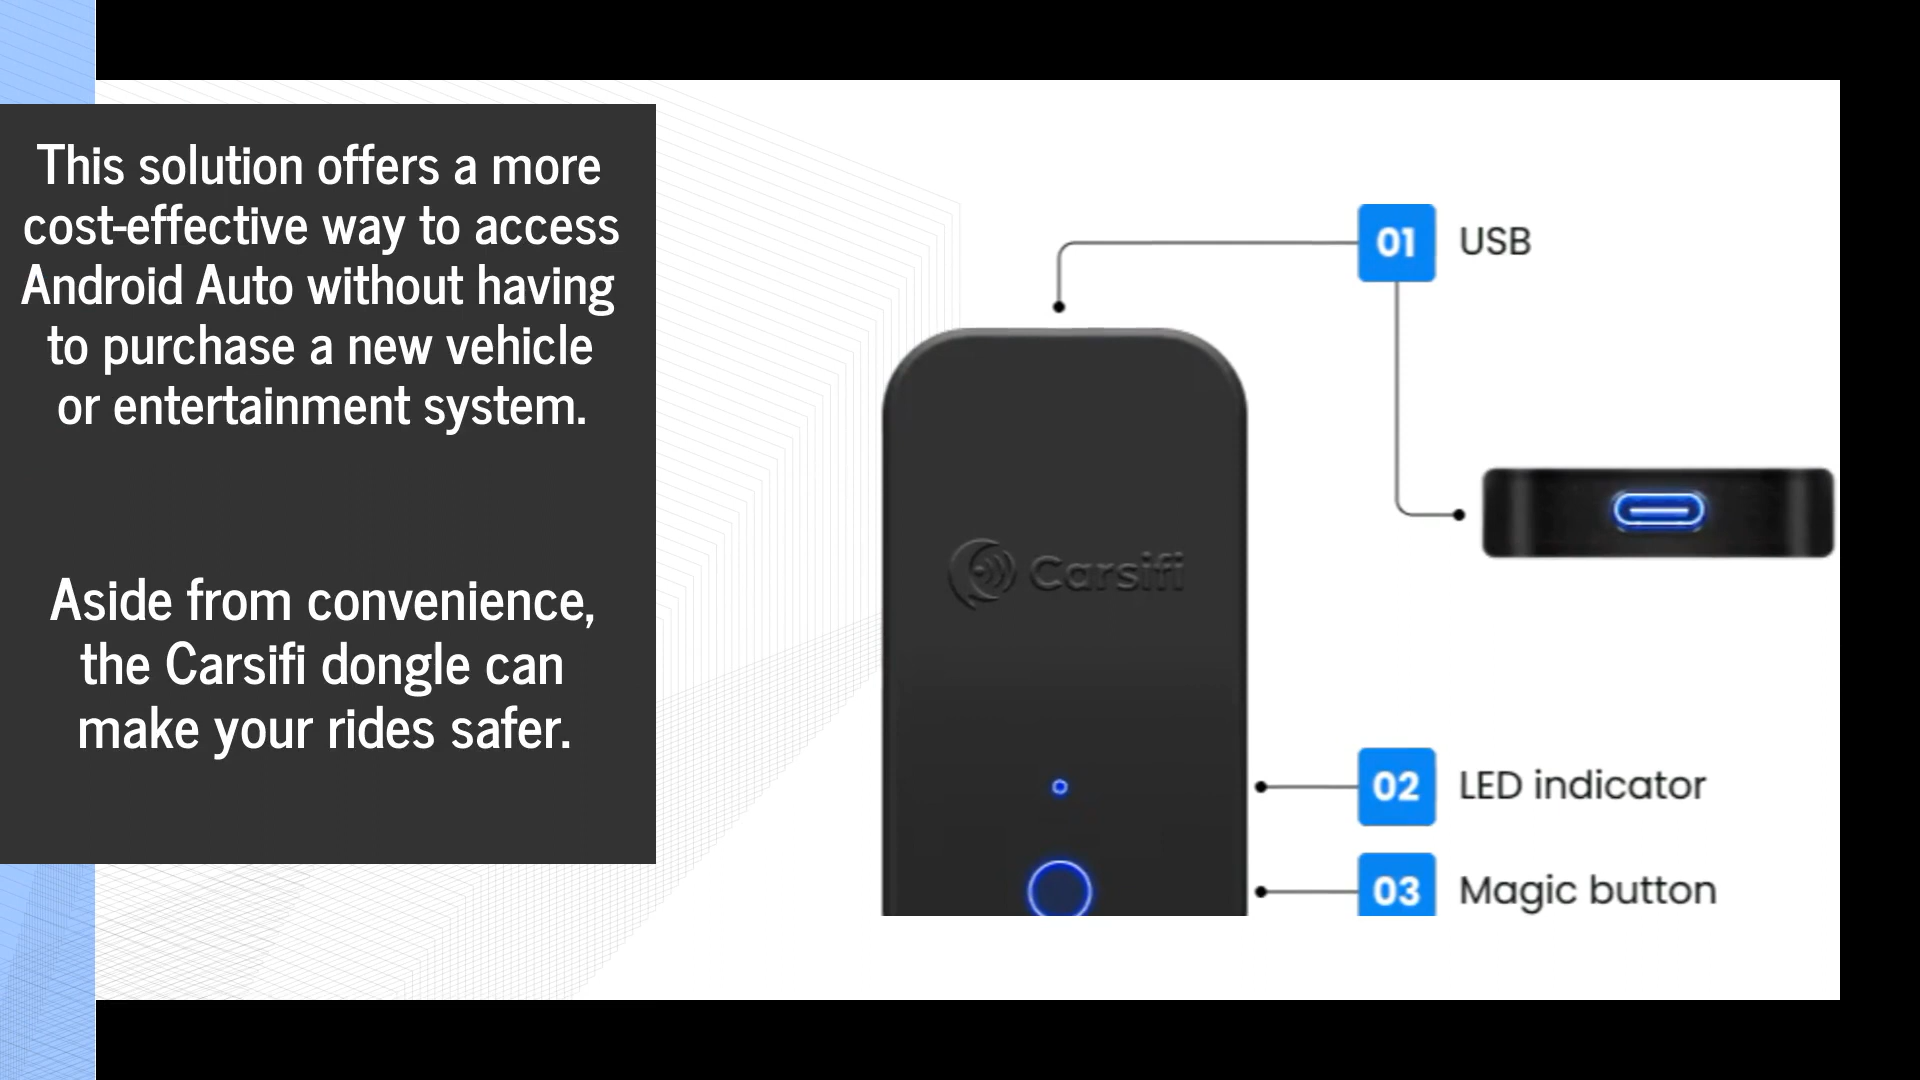 This solution offers a more
cost-effective way to access
Android Auto without having
to purchase a new vehicle
or entertainment system.
Aside from convenience,
the Carsifi dongle can
make your rides safer.
01 USB
Carsifi
02 LED indicator
03 Magic button